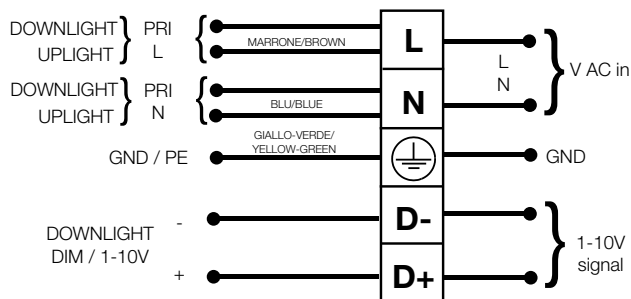 DOWNLIGHT } PRI {
UPLIGHT L
MARRONE/BROWN
L
L
N
} V AC in
DOWNLIGHT } PRI {
UPLIGHT N
BLU/BLUE
N
GND / PE
GIALLO-VERDE/
YELLOW-GREEN
GND
DOWNLIGHT
DIM / 1-10V
-
+
D-
D+
} 1-10V
signal